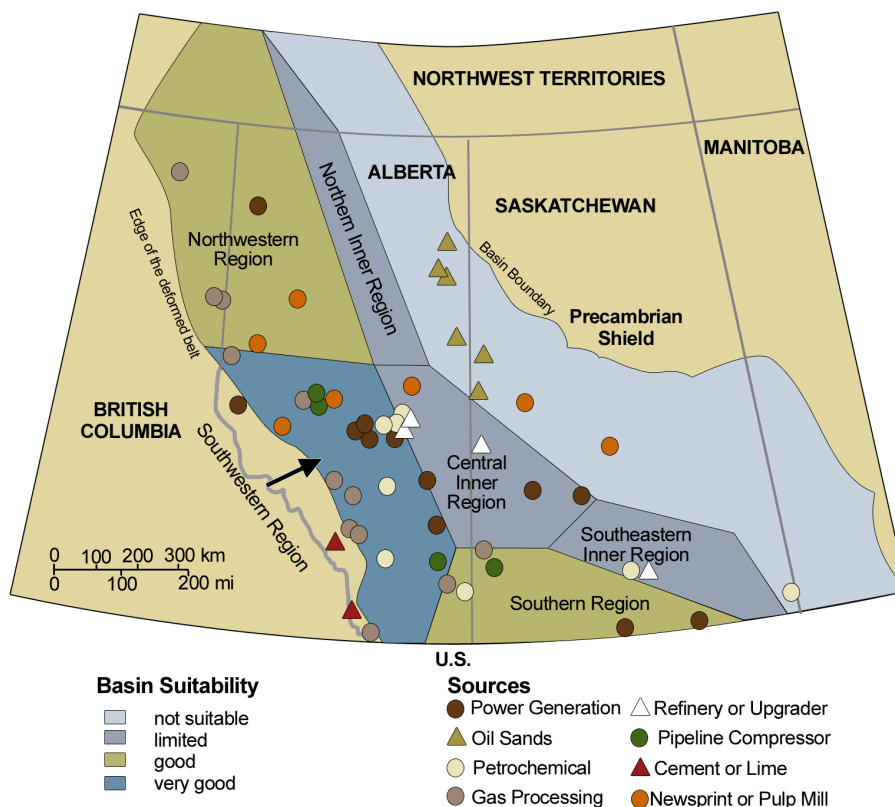 NORTHWEST TERRITORIES
MANITOBA
ALBERTA
SASKATCHEWAN
Northern Inner Region
Northwestern
Region
Edge of the deformed belt
Basin Boundary
Precambrian
Shield
BRITISH
COLUMBIA
Southwestern Region
Central
Inner
Region
Southeastern
Inner Region
Southern Region
0 100 200 300 km
0 100 200 mi
U.S.
Basin Suitability
not suitable
limited
good
very good
Sources
Power Generation
Refinery or Upgrader
Oil Sands
Pipeline Compressor
Petrochemical
Cement or Lime
Gas Processing
Newsprint or Pulp Mill